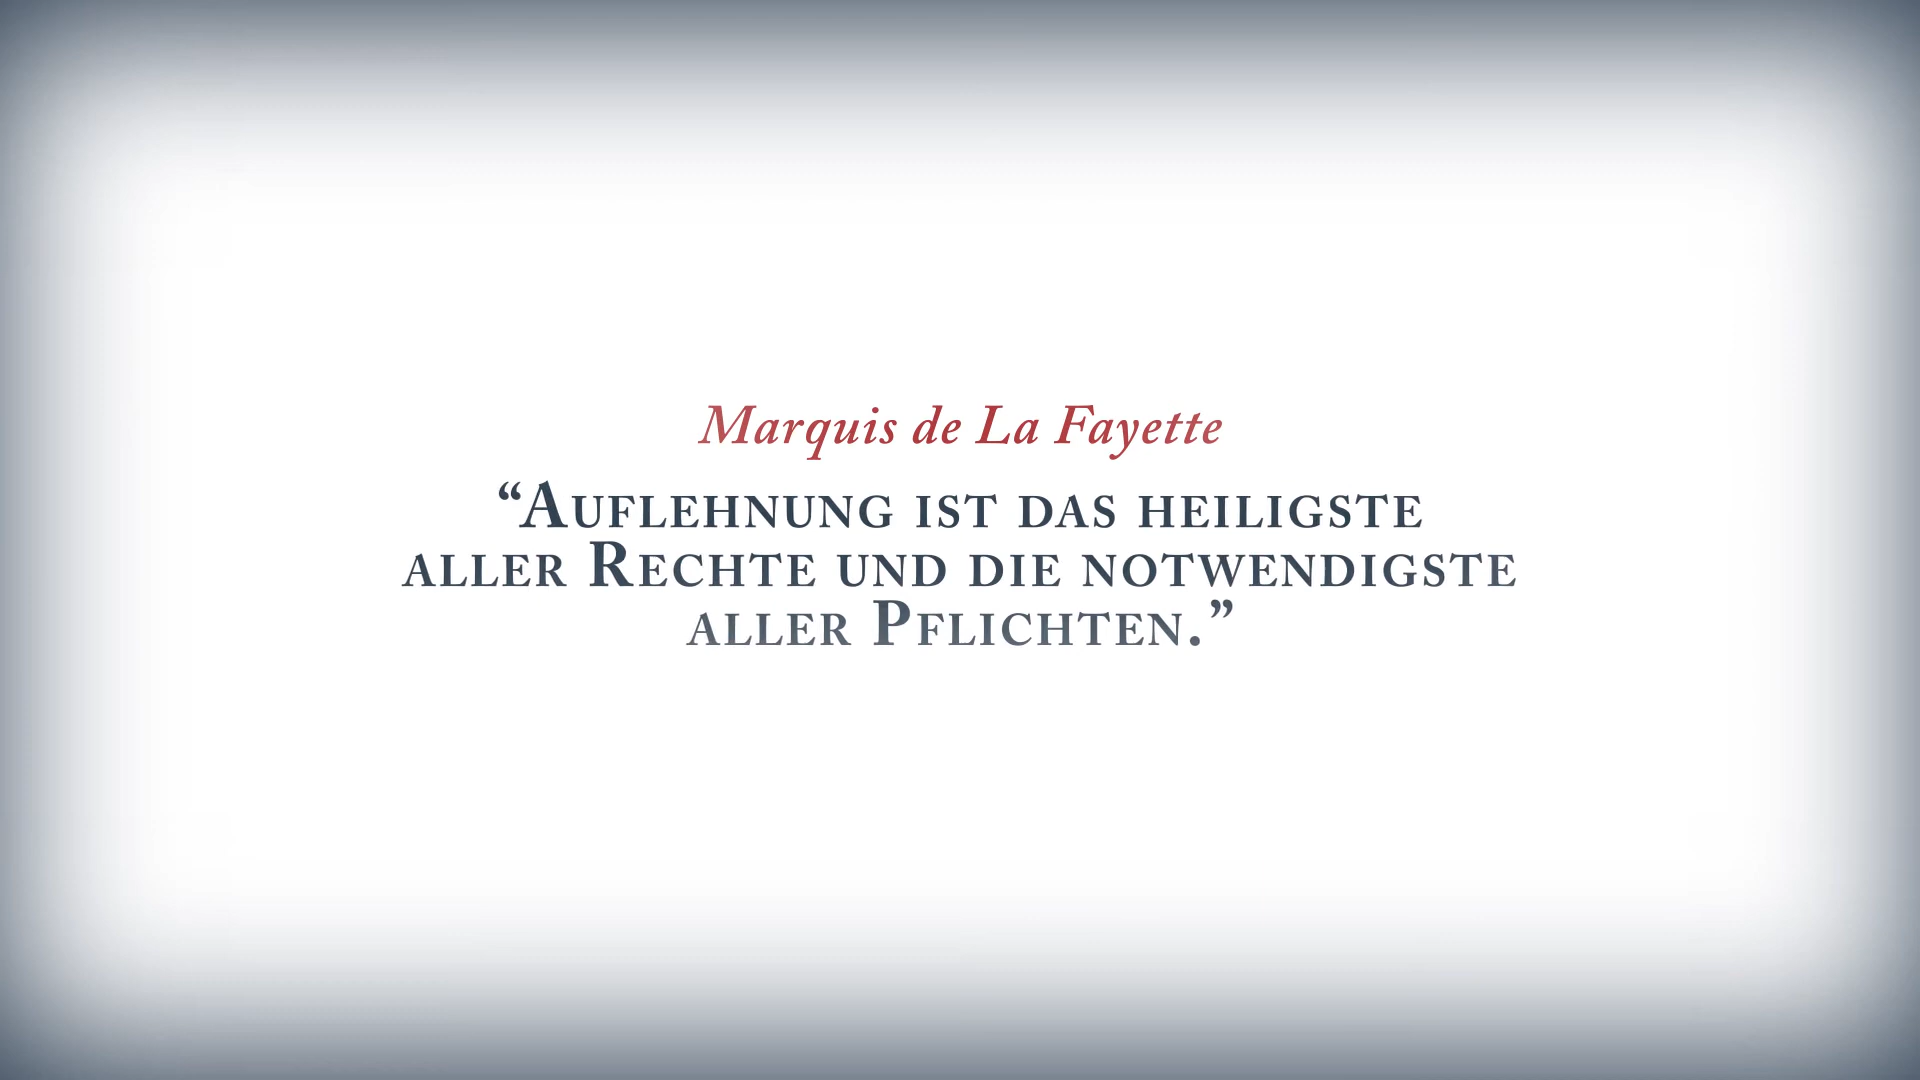 Marquis de La Fayette
“Auflehnung ist das heiligste
aller Rechte und die notwendigste
aller Pflichten.”